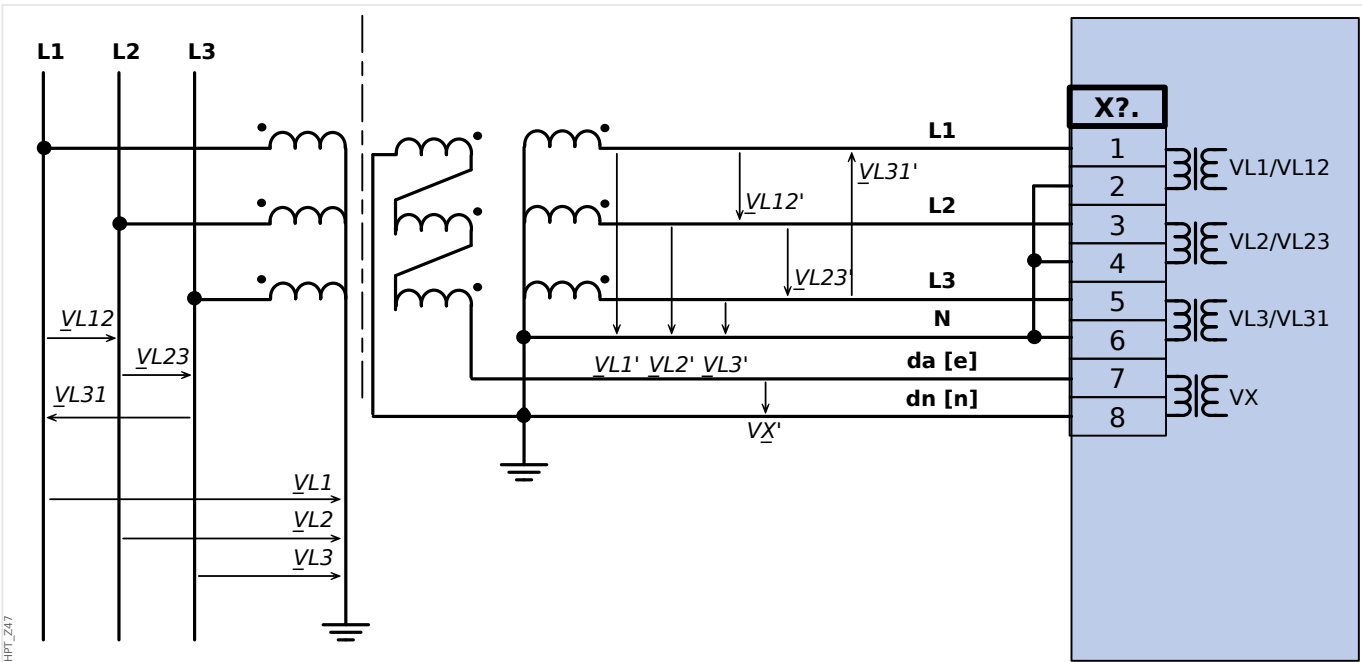 L1 L2 L3
X?.
L1
1
VL1/VL12
2
VL31'
VL12'
L2
3
VL2/VL23
4
VL23'
L3
5
VL3/VL31
N
6
VL12
VL23
VL31
VL1' VL2' VL3'
da [e]
7
VX
dn [n]
8
VX'
VL1
VL2
VL3
HPT_Z47